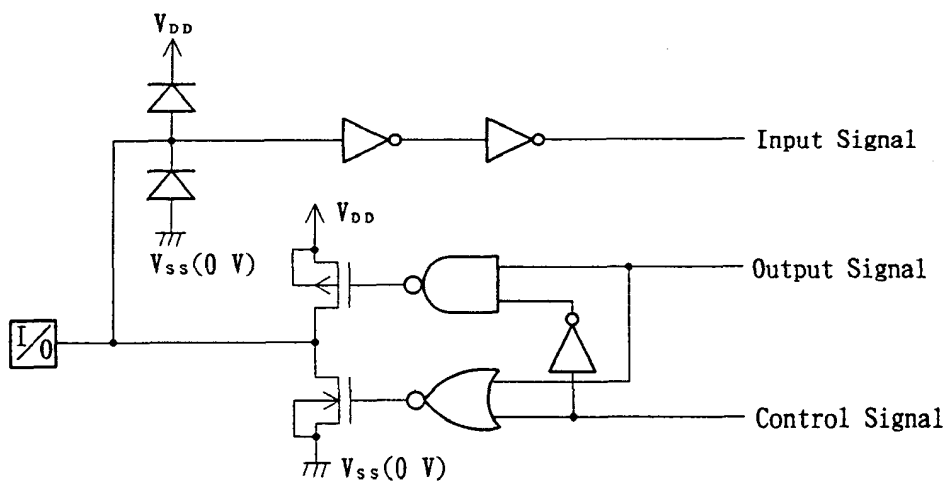 VDD
Input Signal
VSS(0 V)
VDD
Output Signal
I/O
Control Signal
VSS(0 V)